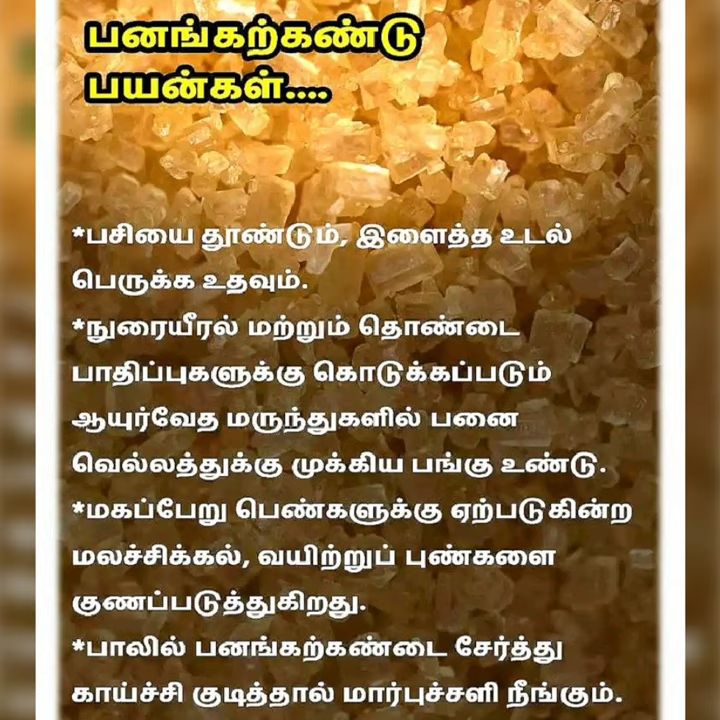 பனங்கற்கண்டு
பயன்கள்....
*பசியை தூண்டும், இளைத்த உடல்
பெருக்க உதவும்.
*நுரையீரல் மற்றும் தொண்டை
பாதிப்புகளுக்கு கொடுக்கப்படும்
ஆயுர்வேத மருந்துகளில் பனை
வெல்லத்துக்கு முக்கிய பங்கு உண்டு.
*மகப்பேறு பெண்களுக்கு ஏற்படுகின்ற
மலச்சிக்கல், வயிற்றுப் புண்களை
குணப்படுத்துகிறது.
*பாலில் பனங்கற்கண்டை சேர்த்து
காய்ச்சி குடித்தால் மார்புச்சளி நீங்கும்.